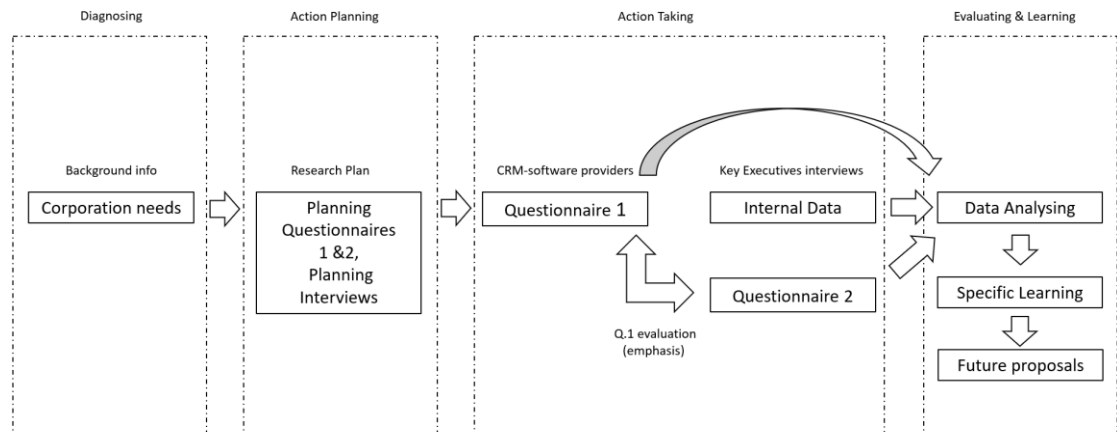 Diagnosing
Action Planning
Action Taking
Evaluating & Learning
Background info
Corporation needs
Research Plan
Planning
Questionnaires
1 &2,
Planning
Interviews
CRM-software providers
Questionnaire 1
Key Executives interviews
Internal Data
Questionnaire 2
Q.1 evaluation
(emphasis)
Data Analysing
Specific Learning
Future proposals